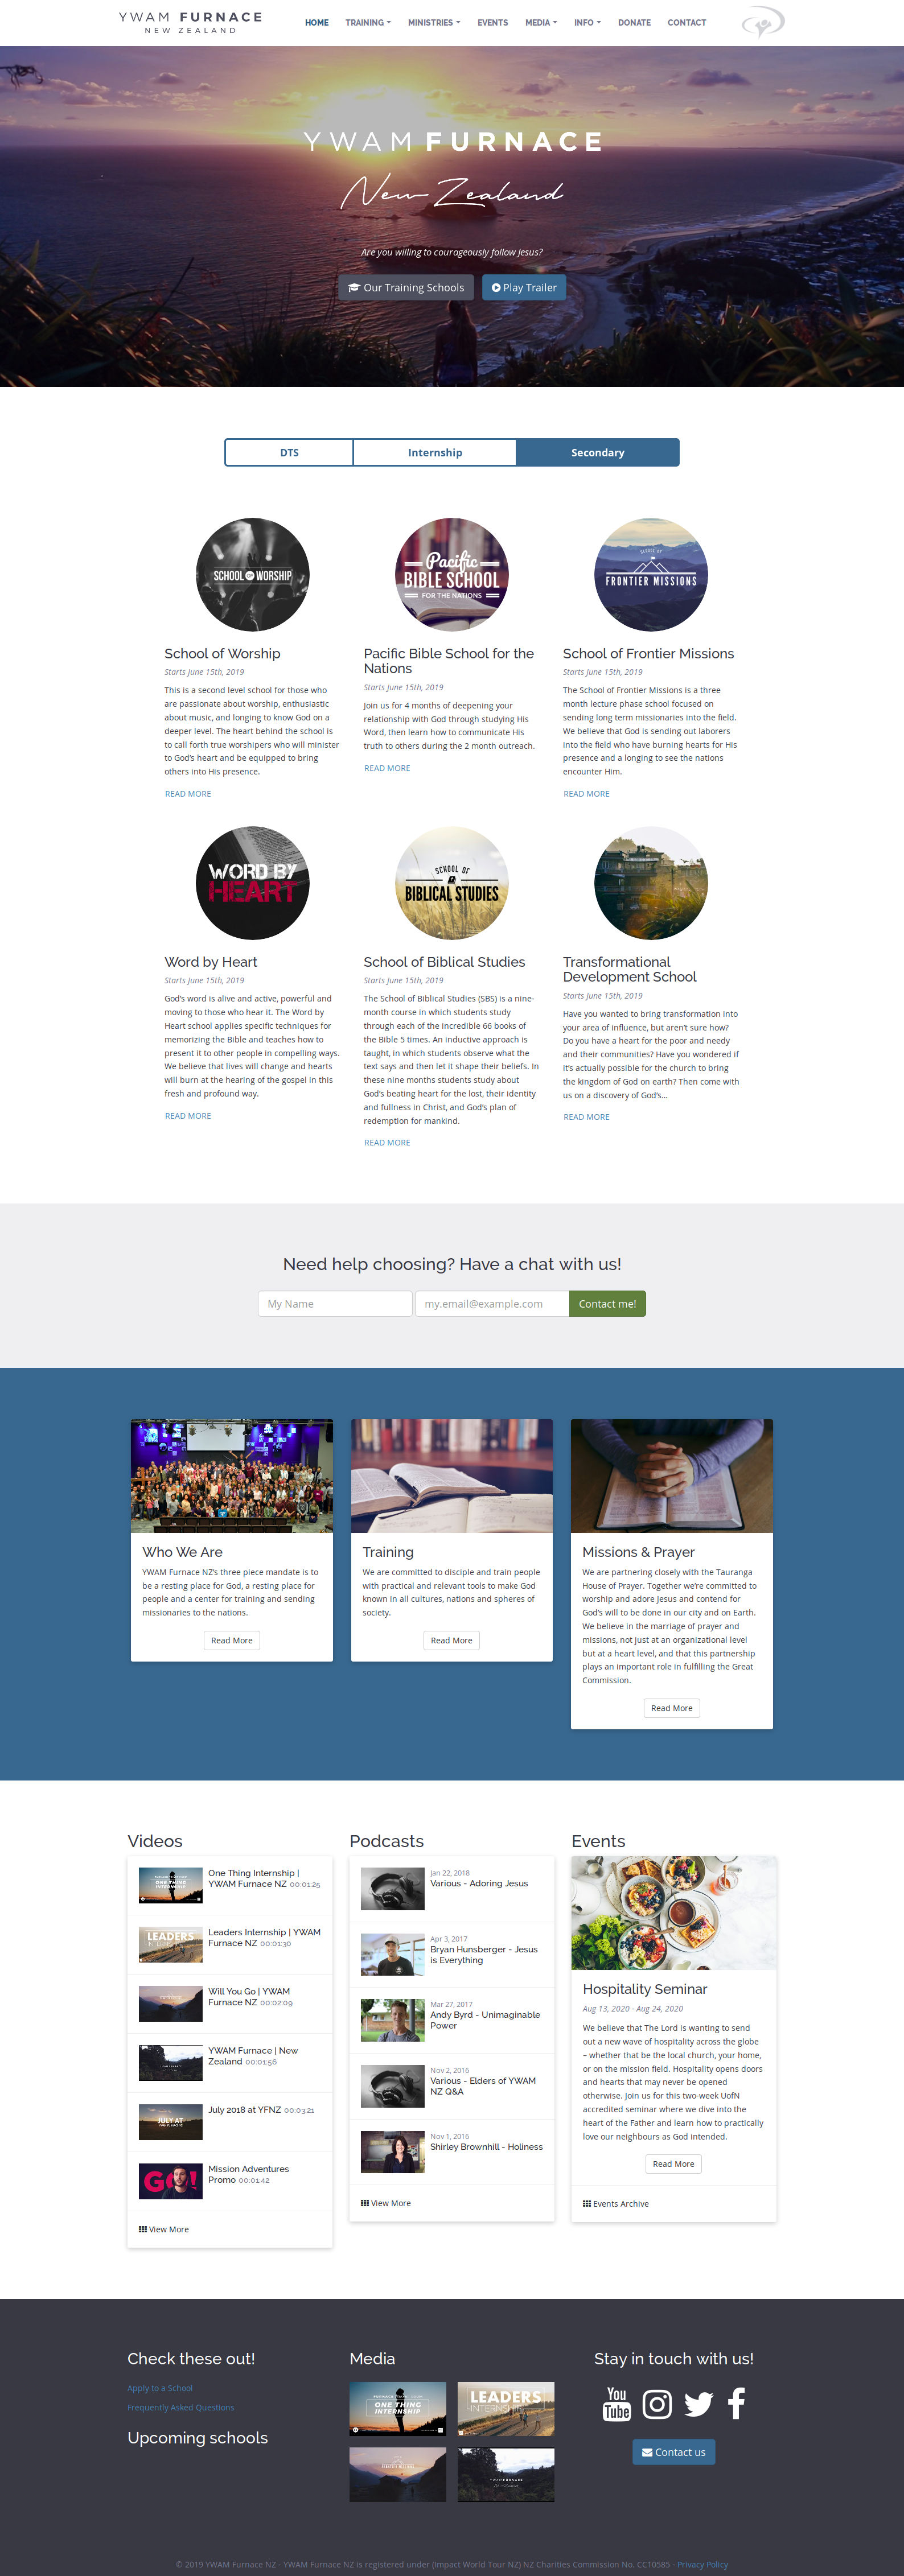 YWAM FURNACE
NEW ZEALAND
HOME TRAINING MINISTRIES EVENTS MEDIA INFO DONATE CONTACT
YWAM FURNACE
New Zealand
Are you willing to courageously follow Jesus?
Our Training Schools Play Trailer
DTS Internship Secondary
SCHOOL OF WORSHIP
Pacific
BIBLE SCHOOL
FOR THE NATIONS
SCHOOL OF
FRONTIER MISSIONS
School of Worship
Starts June 15th, 2019
This is a second level school for those who
are passionate about worship, enthusiastic
about music, and longing to know God on a
deeper level. The heart behind the school is
to call forth true worshipers who will minister
to God's heart and be equipped to bring
others into His presence.
READ MORE
Pacific Bible School for the
Nations
Starts June 15th, 2019
Join us for 4 months of deepening your
relationship with God through studying His
Word, then learn how to communicate His
truth to others during the 2 month outreach.
READ MORE
School of Frontier Missions
Starts June 15th, 2019
The School of Frontier Missions is a three
month lecture phase school focused on
sending long term missionaries into the field.
We believe that God is sending out laborers
into the field who have burning hearts for His
presence and a longing to see the nations
encounter Him.
READ MORE
WORD BY
HEART
SCHOOL OF
BIBLICAL STUDIES
Word by Heart
Starts June 15th, 2019
God's word is alive and active, powerful and
moving to those who hear it. The Word by
Heart school applies specific techniques for
memorizing the Bible and teaches how to
present it to other people in compelling ways.
We believe that lives will change and hearts
will burn at the hearing of the gospel in this
fresh and profound way.
READ MORE
School of Biblical Studies
Starts June 15th, 2019
The School of Biblical Studies (SBS) is a nine-
month course in which students study
through each of the incredible 66 books of
the Bible 5 times. An inductive approach is
taught, in which students observe what the
text says and then let it shape their beliefs. In
these nine months students study about
God's beating heart for the lost, their identity
and fullness in Christ, and God's plan of
redemption for mankind.
READ MORE
Transformational
Development School
Starts June 15th, 2019
Have you wanted to bring transformation into
your area of influence, but aren't sure how?
Do you have a heart for the poor and needy
and their communities? Have you wondered if
it's actually possible for the church to bring
the kingdom of God on earth? Then come with
us on a discovery of God's...
READ MORE
Need help choosing? Have a chat with us!
My Name my.email@example.com Contact me!
Who We Are
YWAM Furnace NZ's three piece mandate is to
be a resting place for God, a resting place for
people and a center for training and sending
missionaries to the nations.
Read More
Training
We are committed to disciple and train people
with practical and relevant tools to make God
known in all cultures, nations and spheres of
society.
Read More
Missions & Prayer
We are partnering closely with the Tauranga
House of Prayer. Together we're committed to
worship and adore Jesus and contend for
God's will to be done in our city and on Earth.
We believe in the marriage of prayer and
missions, not just at an organizational level
but at a heart level, and that this partnership
plays an important role in fulfilling the Great
Commission.
Read More
Videos
ONE THING
INTERNSHIP
One Thing Internship |
YWAM Furnace NZ 00:01:25
LEADERS
Leaders Internship | YWAM
Furnace NZ 00:01:30
Will You Go | YWAM
Furnace NZ 00:02:09
YWAM Furnace | New
Zealand 00:01:56
JULY AT
July 2018 at YFNZ 00:03:21
GO!
Mission Adventures
Promo 00:01:42
View More
Podcasts
Jan 22, 2018
Various - Adoring Jesus
Apr 3, 2017
Bryan Hunsberger - Jesus
is Everything
Mar 27, 2017
Andy Byrd - Unimaginable
Power
Nov 2, 2016
Various - Elders of YWAM
NZ Q&A
Nov 1, 2016
Shirley Brownhill - Holiness
View More
Events
Hospitality Seminar
Aug 13, 2020 - Aug 24, 2020
We believe that The Lord is wanting to send
out a new wave of hospitality across the globe
– whether that be the local church, your home,
or on the mission field. Hospitality opens doors
and hearts that may never be opened
otherwise. Join us for this two-week UofN
accredited seminar where we dive into the
heart of the Father and learn how to practically
love our neighbours as God intended.
Read More
Events Archive
Check these out!
Apply to a School
Frequently Asked Questions
Upcoming schools
Media
ONE THING
INTERNSHIP
LEADERS
INTERNSHIP
YWAM FURNACE
New Zealand
Stay in touch with us!
You
Tube
Contact us
© 2019 YWAM Furnace NZ - YWAM Furnace NZ is registered under (Impact World Tour NZ) NZ Charities Commission No. CC10585 - Privacy Policy